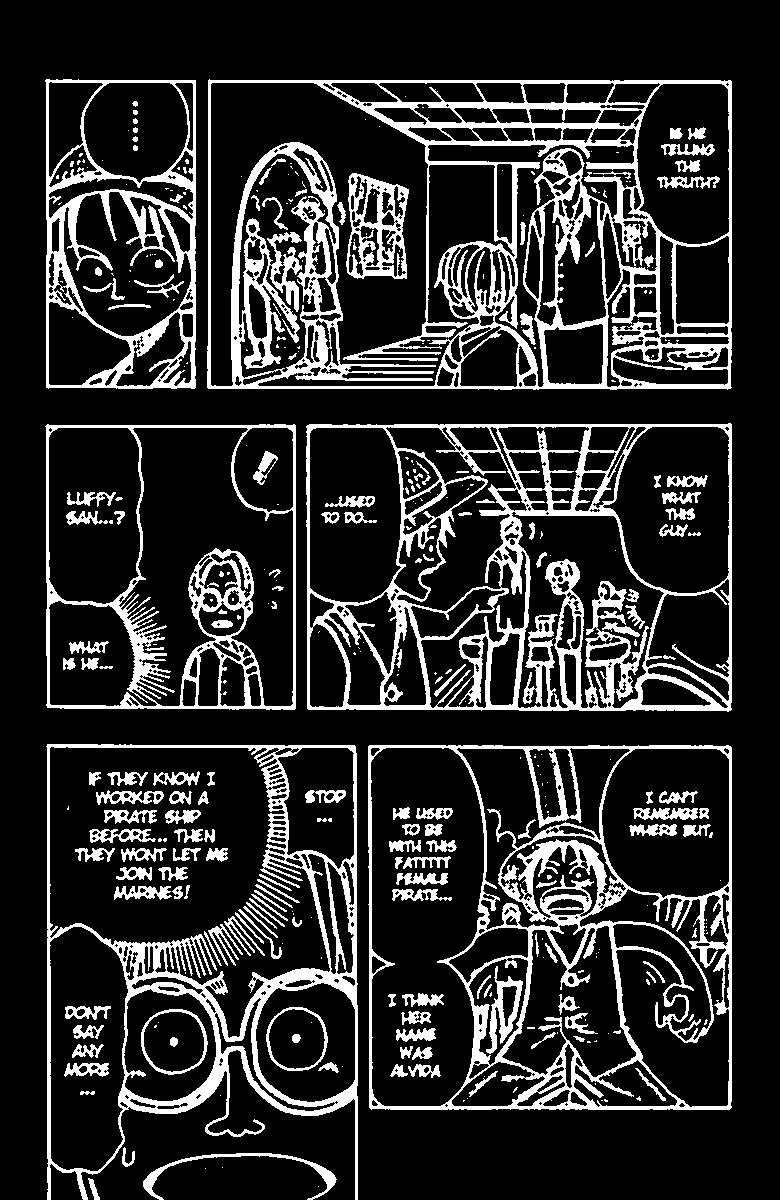 IS HE
TELLING
THE
THRUTH?
......
I KNOW
WHAT
THIS
GUY...
...USED
TO DO...
!
LUFFY-
SAN...?
WHAT
IS HE...
I CAN'T
REMEMBER
WHERE BUT,
HE USED
TO BE
WITH THIS
FATTTTT
FEMALE
PIRATE...
I THINK
HER
NAME
WAS
ALVIDA
STOP
...
IF THEY KNOW I
WORKED ON A
PIRATE SHIP
BEFORE... THEN
THEY WONT LET ME
JOIN THE
MARINES!
DON'T
SAY
ANY
MORE
...